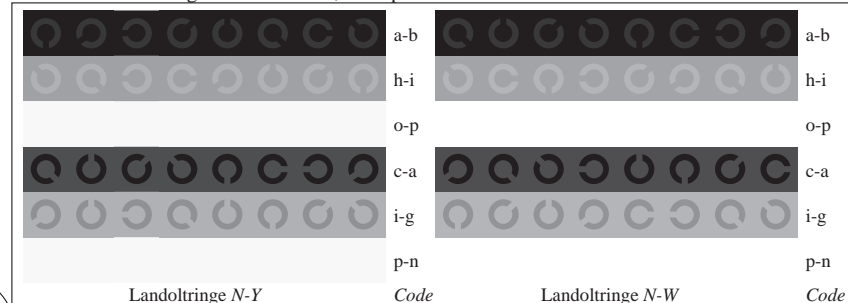 a-b a-b
h-i h-i
o-p o-p
c-a c-a
i-g i-g
p-n p-n
Landoltringe N-Y Code Landoltringe N-W Code